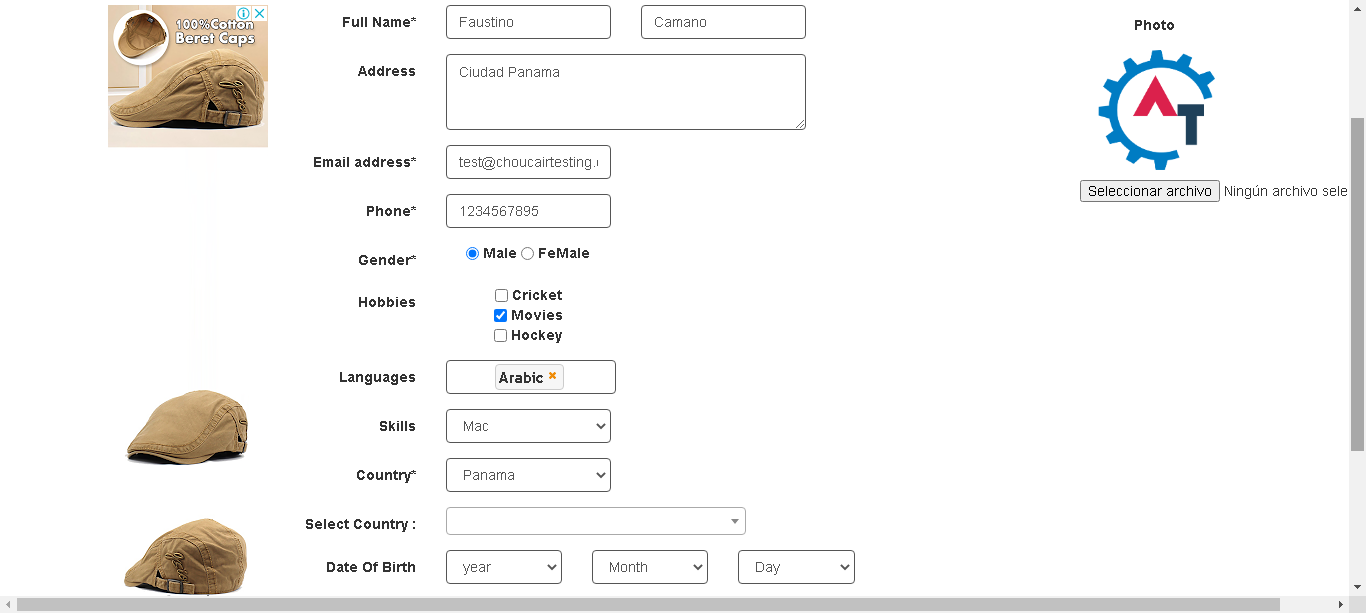 100%Cotton
Beret Caps
Full Name* Faustino Camano
Photo
Address Ciudad Panama
AT
Email address* test@choucairtesting.
Seleccionar archivo Ningún archivo sele
Phone* 1234567895
Gender* Male FeMale
Hobbies Cricket
Movies
Hockey
Languages Arabic
Skills Mac
Country* Panama
Select Country :
Date Of Birth year Month Day